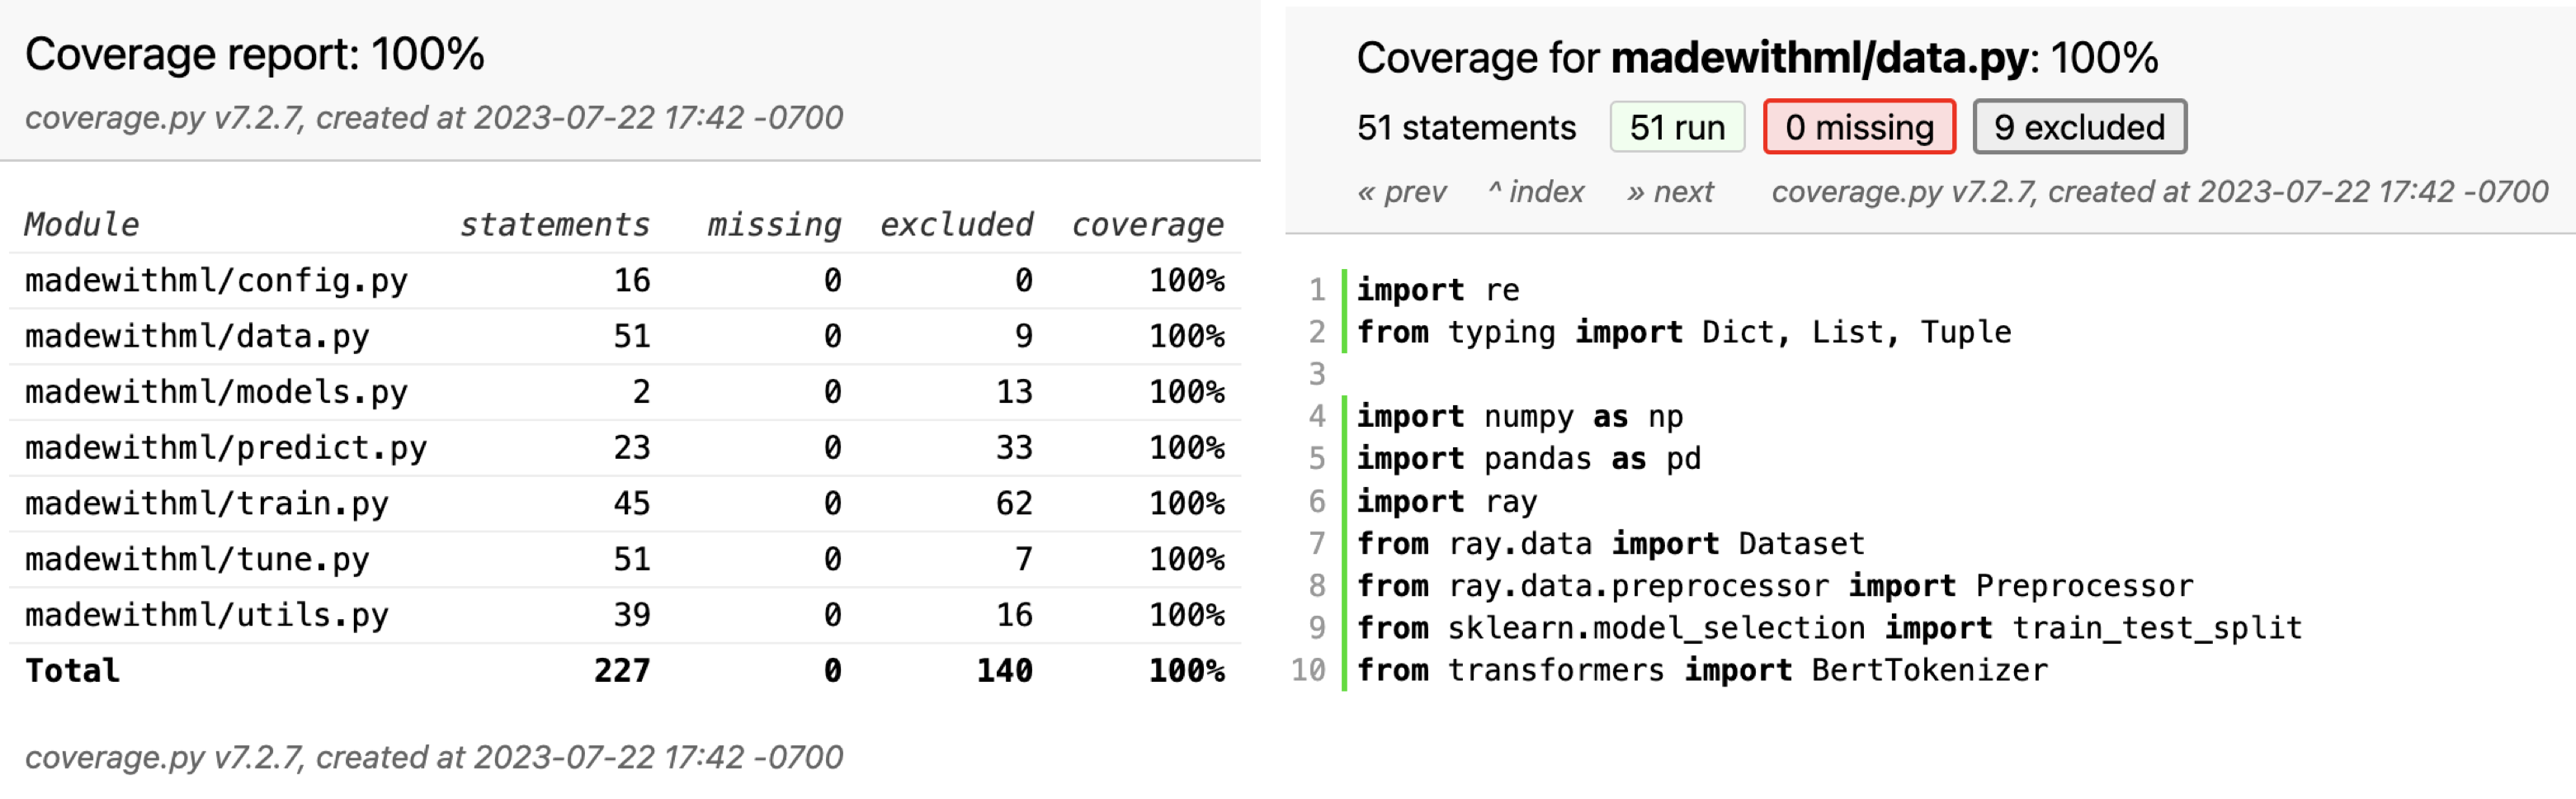 Coverage report: 100%
coverage.py v7.2.7, created at 2023-07-22 17:42 -0700
Module statements missing excluded coverage
madewithml/config.py 16 0 0 100%
madewithml/data.py 51 0 9 100%
madewithml/models.py 2 0 13 100%
madewithml/predict.py 23 0 33 100%
madewithml/train.py 45 0 62 100%
madewithml/tune.py 51 0 7 100%
madewithml/utils.py 39 0 16 100%
Total 227 0 140 100%
coverage.py v7.2.7, created at 2023-07-22 17:42 -0700
Coverage for madewithml/data.py: 100%
51 statements 51 run 0 missing 9 excluded
« prev ^ index » next coverage.py v7.2.7, created at 2023-07-22 17:42 -0700
1 import re
2 from typing import Dict, List, Tuple
3
4 import numpy as np
5 import pandas as pd
6 import ray
7 from ray.data import Dataset
8 from ray.data.preprocessor import Preprocessor
9 from sklearn.model_selection import train_test_split
10 from transformers import BertTokenizer